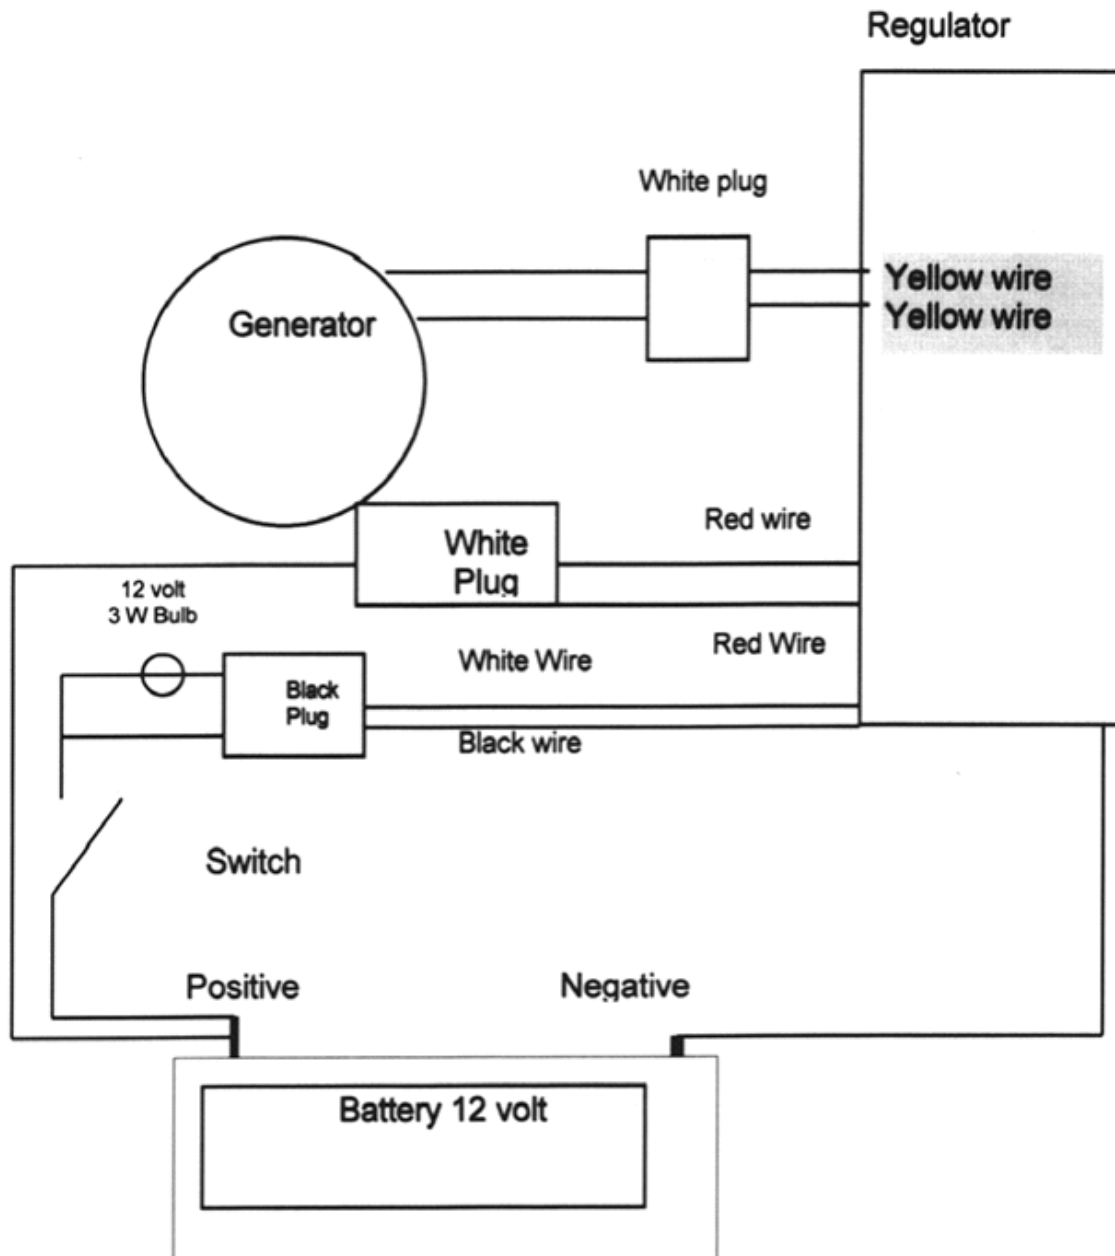 Regulator
White plug
Yellow wire
Yellow wire
Generator
Red wire
White
Plug
12 volt
3 W Bulb
Red Wire
White Wire
Black
Plug
Black wire
Switch
Positive
Negative
Battery 12 volt